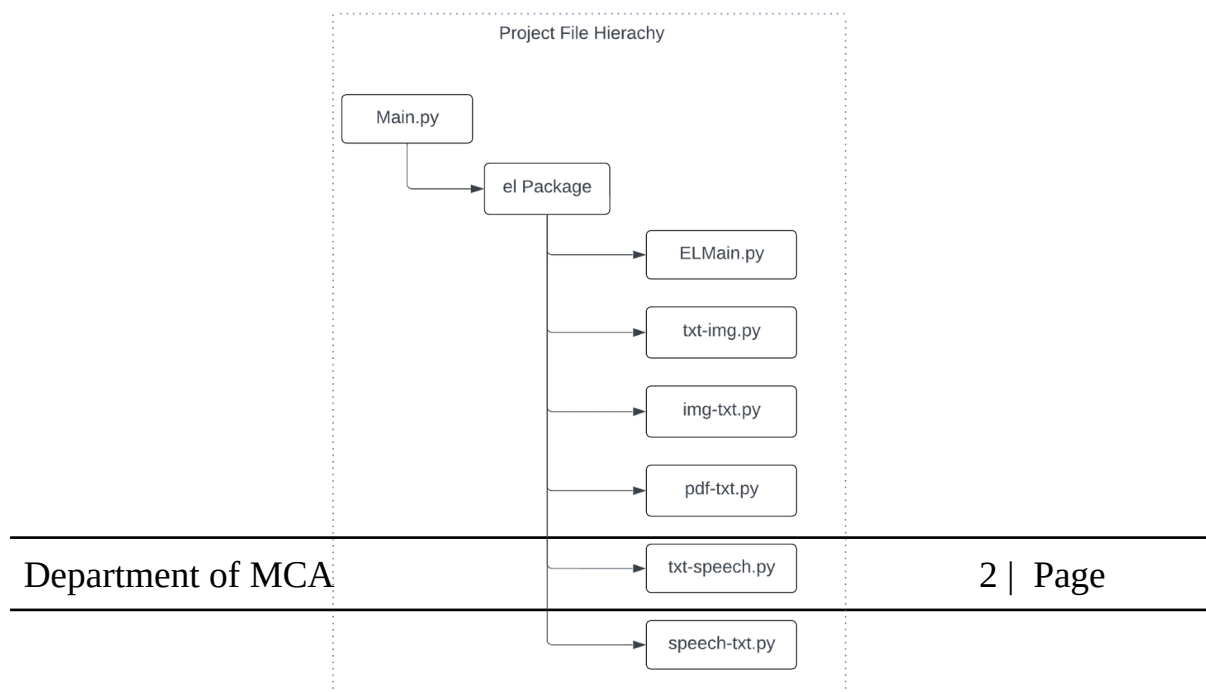 Project File Hierachy
Main.py
el Package
ELMain.py
txt-img.py
img-txt.py
pdf-txt.py
txt-speech.py
Department of MCA 2 | Page
speech-txt.py